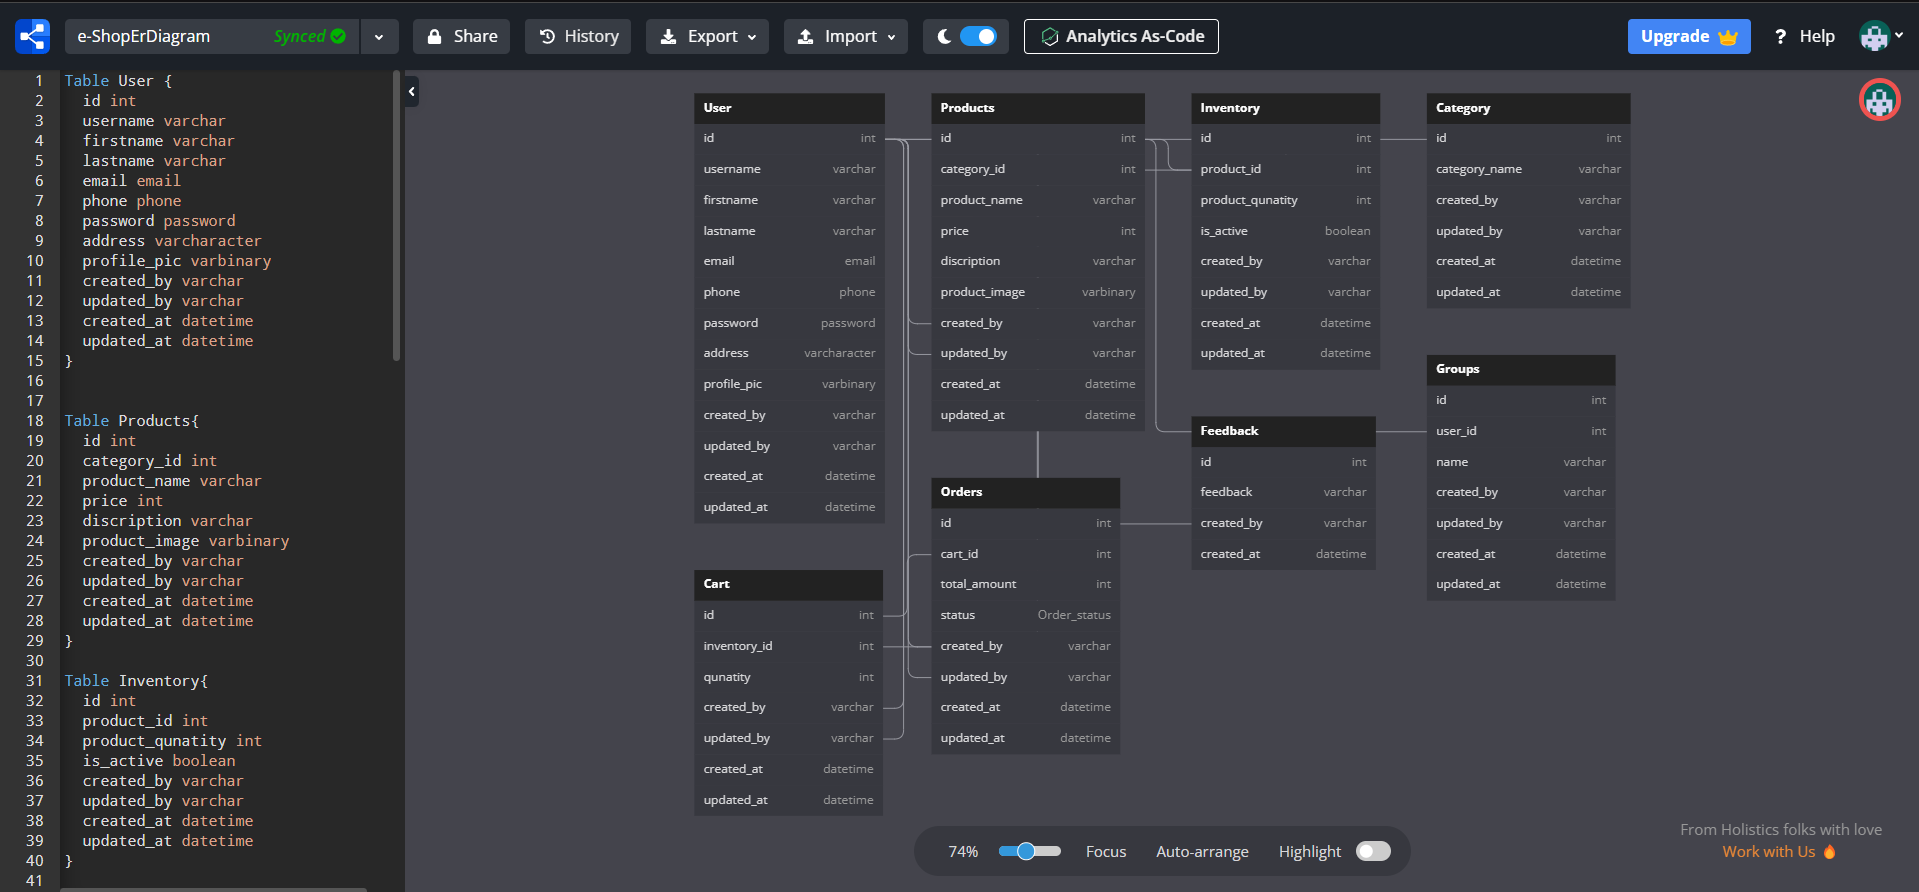 e-ShopErDiagram Synced Share History Export Import Analytics As-Code Upgrade ? Help
1 Table User {
2 id int
3 username varchar
4 firstname varchar
5 lastname varchar
6 email email
7 phone phone
8 password password
9 address varcharacter
10 profile_pic varbinary
11 created_by varchar
12 updated_by varchar
13 created_at datetime
14 updated_at datetime
15 }
16
17
18 Table Products{
19 id int
20 category_id int
21 product_name varchar
22 price int
23 discription varchar
24 product_image varbinary
25 created_by varchar
26 updated_by varchar
27 created_at datetime
28 updated_at datetime
29 }
30
31 Table Inventory{
32 id int
33 product_id int
34 product_qunatity int
35 is_active boolean
36 created_by varchar
37 updated_by varchar
38 created_at datetime
39 updated_at datetime
40 }
41
User
id int
username varchar
firstname varchar
lastname varchar
email email
phone phone
password password
address varcharacter
profile_pic varbinary
created_by varchar
updated_by varchar
created_at datetime
updated_at datetime
Products
id int
category_id int
product_name varchar
price int
discription varchar
product_image varbinary
created_by varchar
updated_by varchar
created_at datetime
updated_at datetime
Inventory
id int
product_id int
product_qunatity int
is_active boolean
created_by varchar
updated_by varchar
created_at datetime
updated_at datetime
Category
id int
category_name varchar
created_by varchar
updated_by varchar
created_at datetime
updated_at datetime
Groups
id int
user_id int
name varchar
created_by varchar
updated_by varchar
created_at datetime
updated_at datetime
Feedback
id int
feedback varchar
created_by varchar
created_at datetime
Orders
id int
cart_id int
total_amount int
status Order_status
created_by varchar
updated_by varchar
created_at datetime
updated_at datetime
Cart
id int
inventory_id int
qunatity int
created_by varchar
updated_by varchar
created_at datetime
updated_at datetime
74% Focus Auto-arrange Highlight
From Holistics folks with love
Work with Us